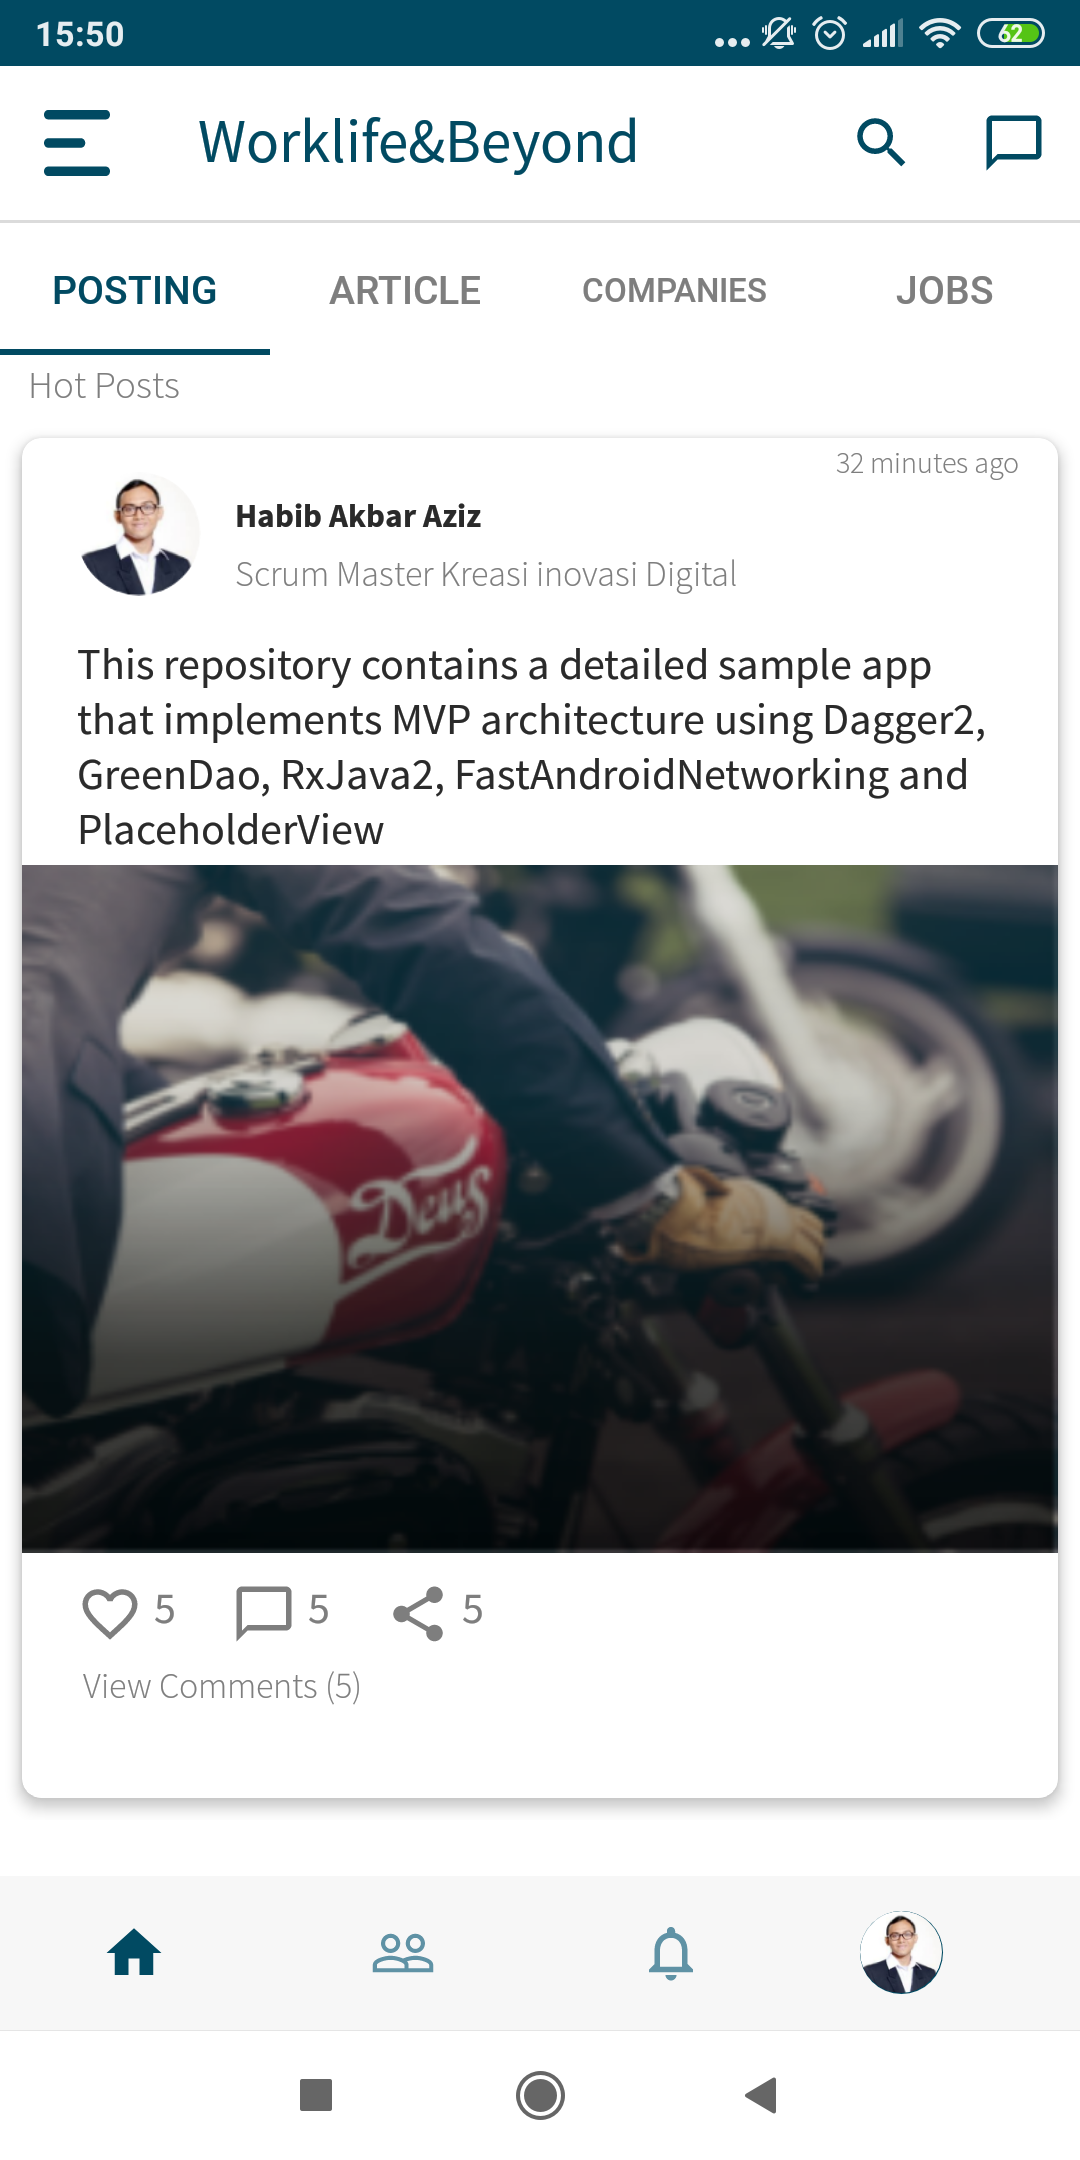 15:50
62
Worklife&Beyond
POSTING ARTICLE COMPANIES JOBS
Hot Posts
32 minutes ago
Habib Akbar Aziz
Scrum Master Kreasi inovasi Digital
This repository contains a detailed sample app
that implements MVP architecture using Dagger2,
GreenDao, RxJava2, FastAndroidNetworking and
PlaceholderView
Deus
5 5 5
View Comments (5)